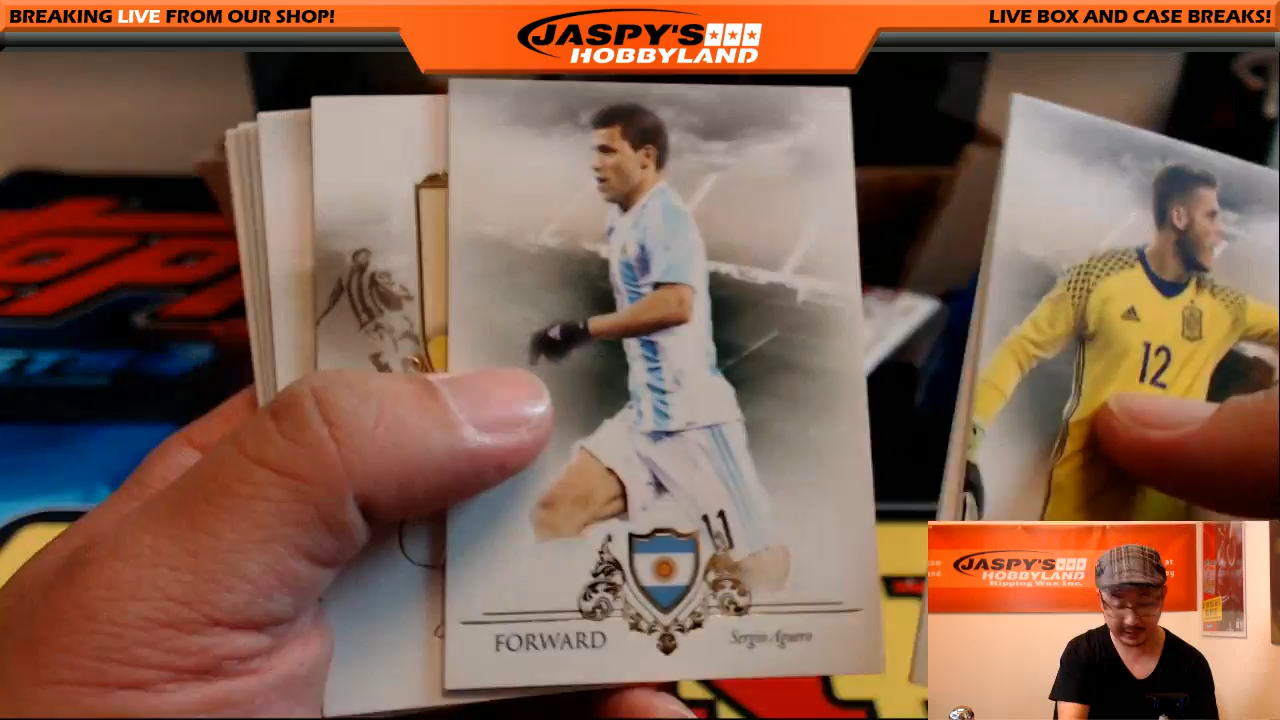 BREAKING LIVE FROM OUR SHOP!
JASPY'S
HOBBYLAND
LIVE BOX AND CASE BREAKS!
12
11
FORWARD
Sergio Aguero
JASPY'S
HOBBYLAND
Ripping Wax Inc.